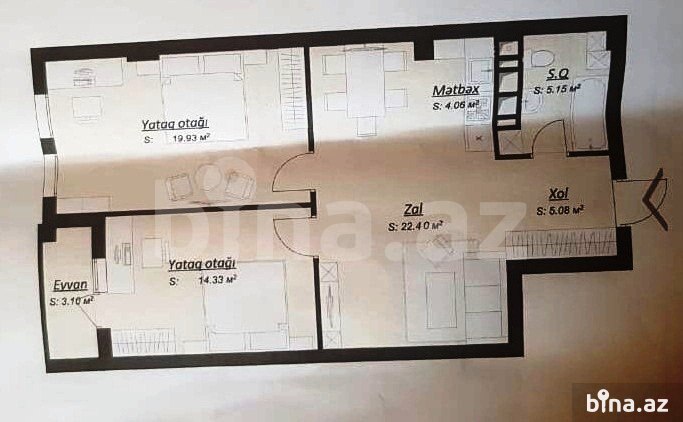 Yataq otağı
S: 19.93 м²
Mətbəx
S: 4.06 м²
S.Q
S: 5.15 м²
Zal
S: 22.40 м²
Xol
S: 5.08 м²
Yataq otağı
S: 14.33 м²
Eyvan
S: 3.10 м²
bina.az
bina.az